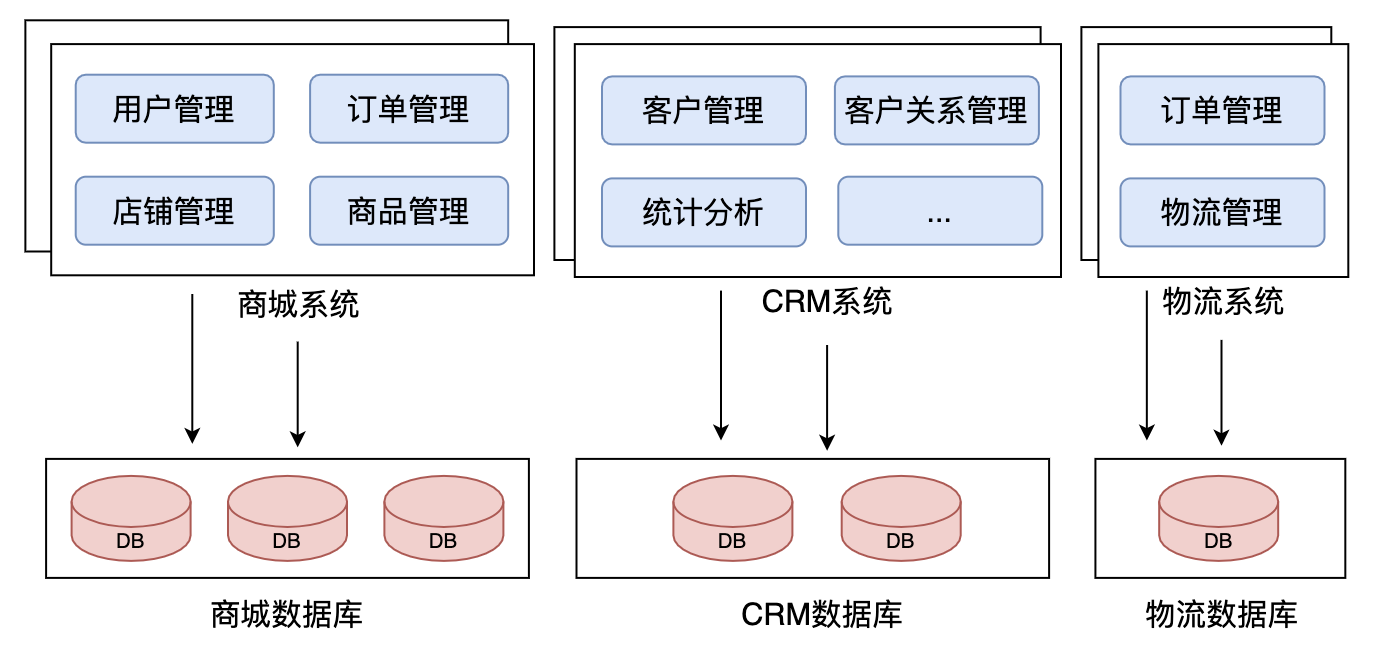 用户管理
订单管理
店铺管理
商品管理
商城系统
客户管理
客户关系管理
统计分析
...
CRM系统
订单管理
物流管理
物流系统
DB
DB
DB
商城数据库
DB
DB
CRM数据库
DB
物流数据库